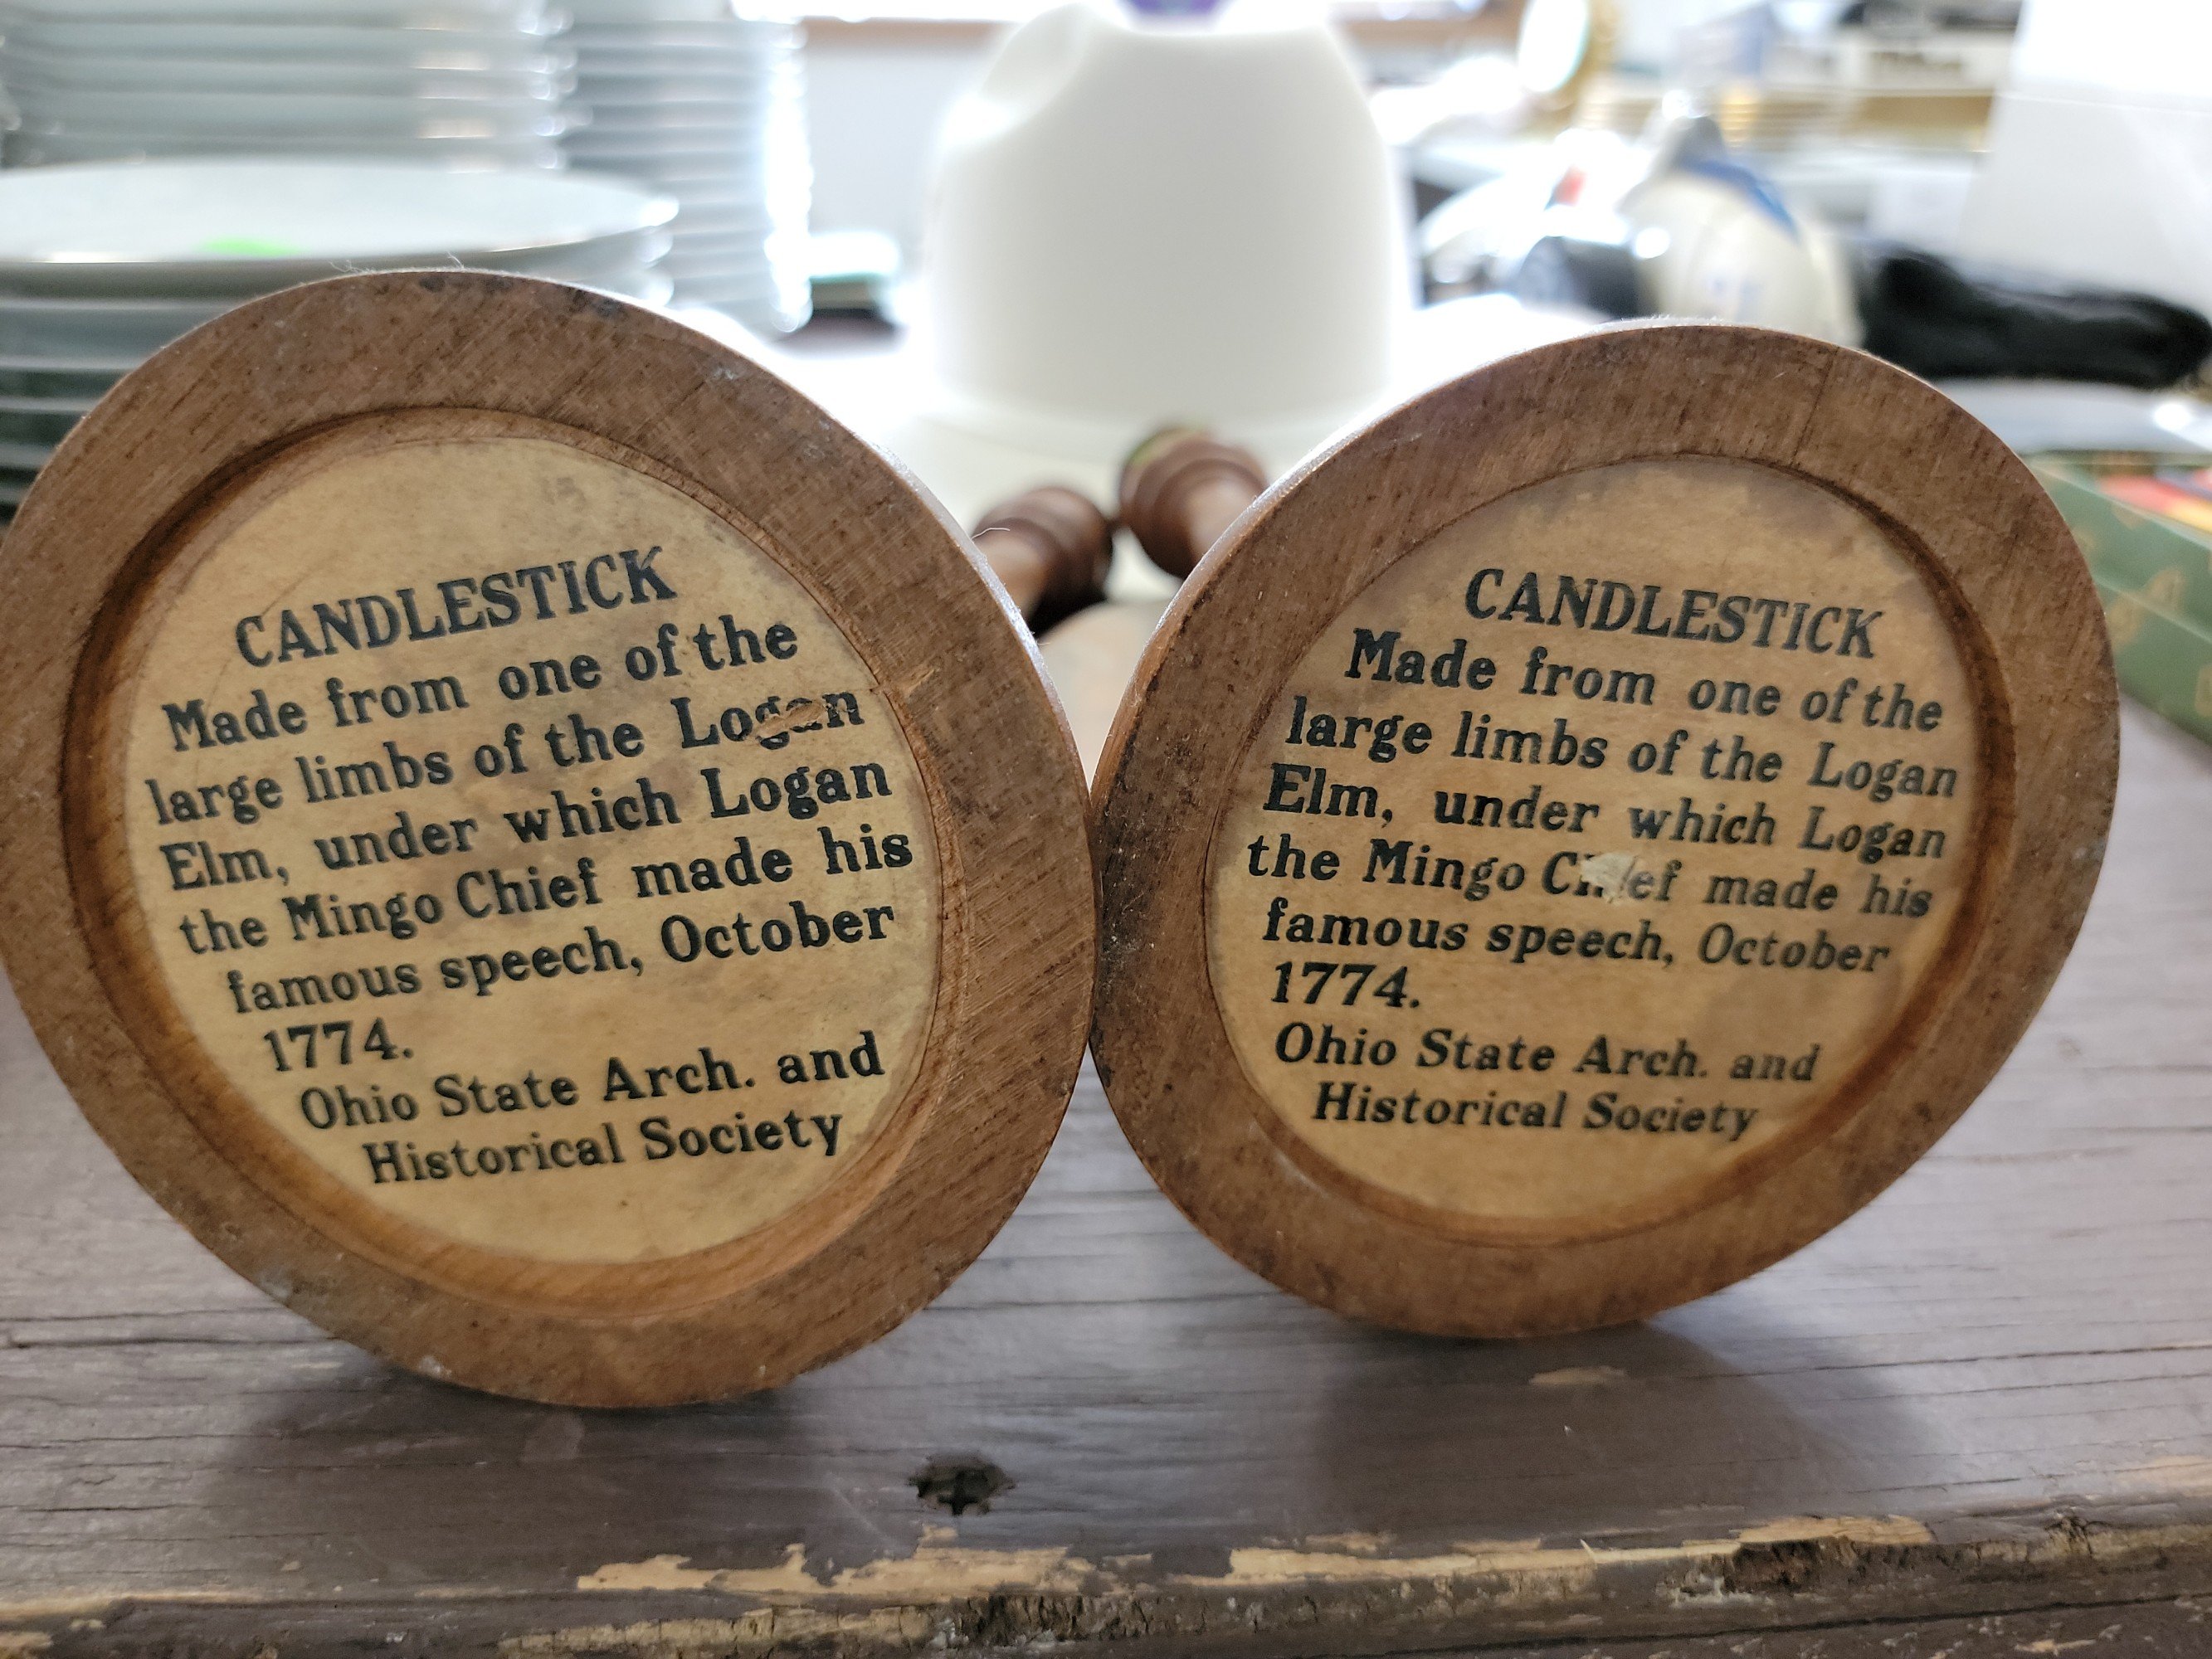 CANDLESTICK
Made from one of the
large limbs of the Logan
Elm, under which Logan
the Mingo Chief made his
famous speech, October
1774.
Ohio State Arch. and
Historical Society
CANDLESTICK
Made from one of the
large limbs of the Logan
Elm, under which Logan
the Mingo Chief made his
famous speech, October
1774.
Ohio State Arch. and
Historical Society